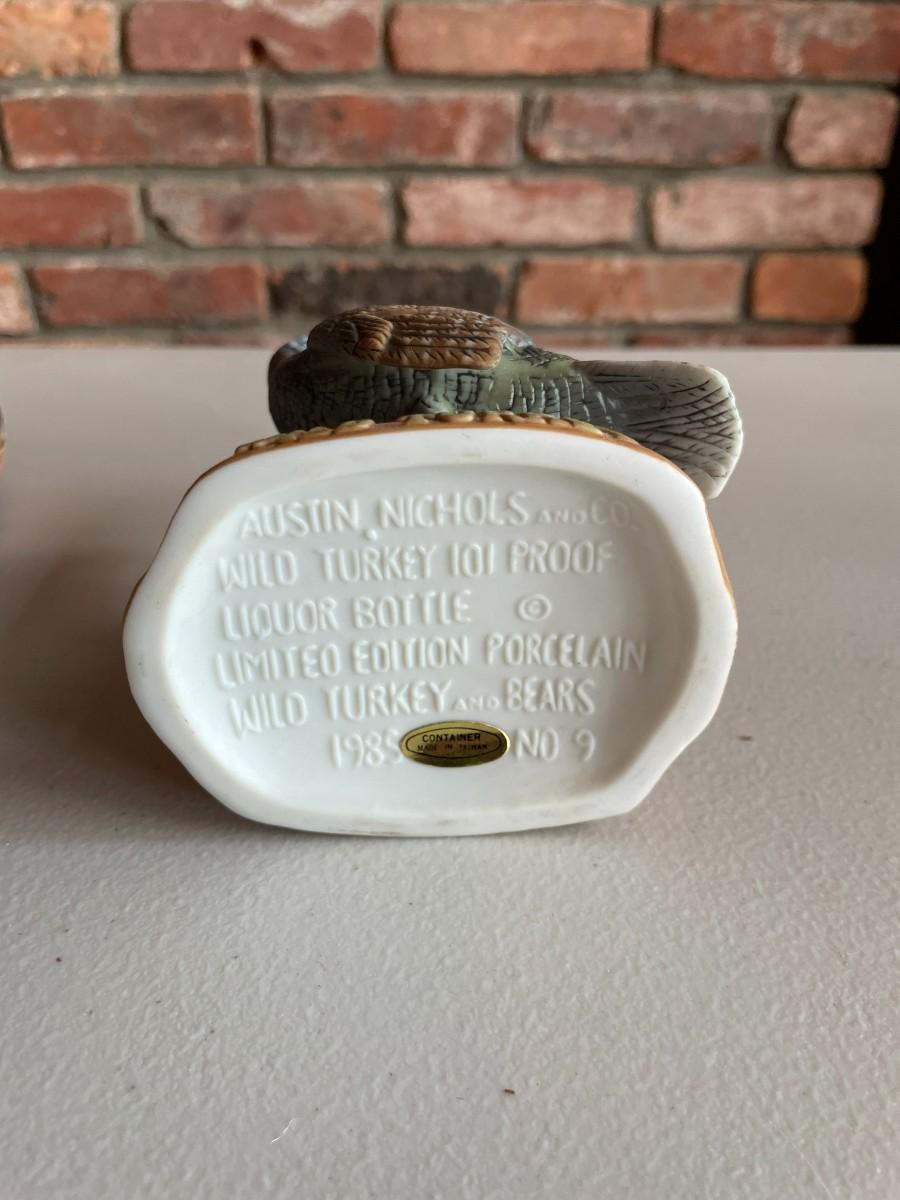 AUSTIN, NICHOLS AND CO.
WILD TURKEY 101 PROOF
LIQUOR BOTTLE ©
LIMITED EDITION PORCELAIN
WILD TURKEY AND BEARS
1985 NO 9
CONTAINER
MADE IN TAIWAN